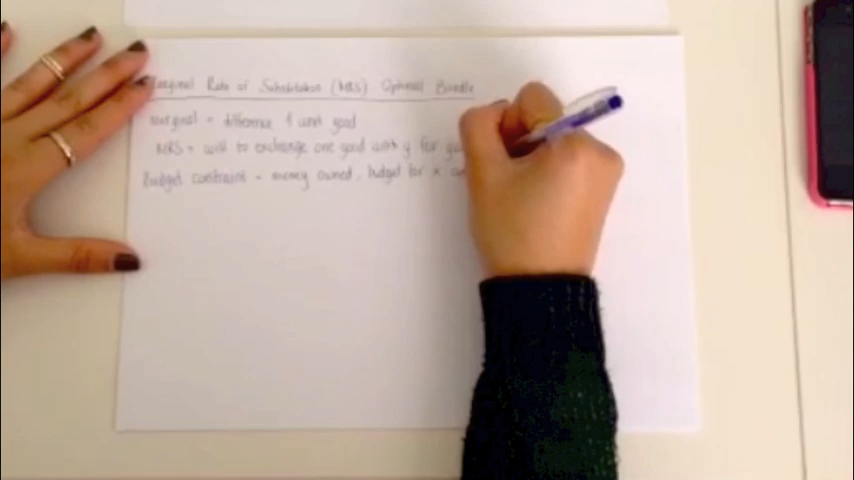 Marginal Rate of Substitution (MRS) Optimal Bundle
marginal = difference 1 unit good
MRS = will to exchange one good with y for
Budget constraint = money owned, budget for x